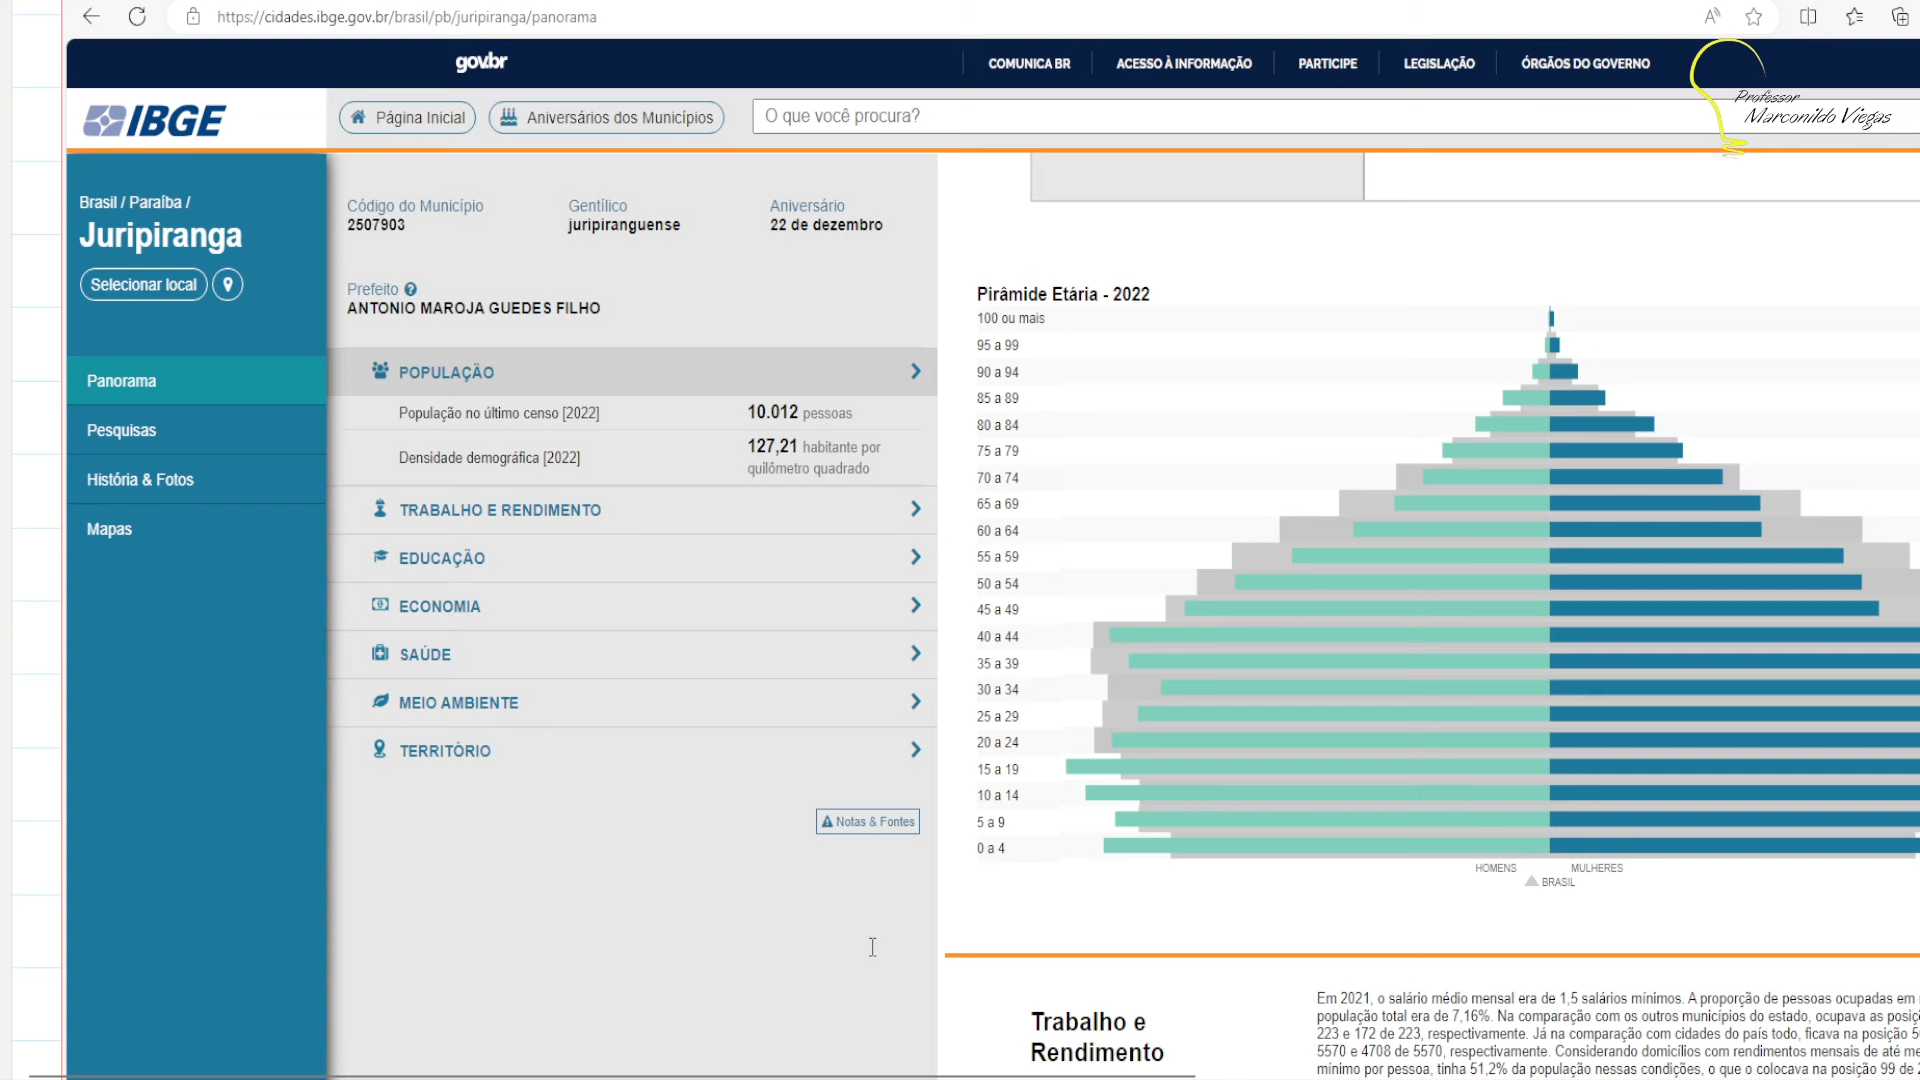 https://cidades.ibge.gov.br/brasil/pb/juripiranga/panorama
gov.br
COMUNICA BR
ACESSO À INFORMAÇÃO
PARTICIPE
LEGISLAÇÃO
ÓRGÃOS DO GOVERNO
Professor
Marconildo Viegas
IBGE
Página Inicial
Aniversários dos Municípios
O que você procura?
Brasil / Paraíba /
Juripiranga
Selecionar local
Panorama
Pesquisas
História & Fotos
Mapas
Código do Município
2507903
Gentílico
juripiranguense
Aniversário
22 de dezembro
Prefeito
ANTONIO MAROJA GUEDES FILHO
POPULAÇÃO
População no último censo [2022]
10.012 pessoas
Densidade demográfica [2022]
127,21 habitante por
quilômetro quadrado
TRABALHO E RENDIMENTO
EDUCAÇÃO
ECONOMIA
SAÚDE
MEIO AMBIENTE
TERRITÓRIO
Notas & Fontes
Pirâmide Etária - 2022
100 ou mais
95 a 99
90 a 94
85 a 89
80 a 84
75 a 79
70 a 74
65 a 69
60 a 64
55 a 59
50 a 54
45 a 49
40 a 44
35 a 39
30 a 34
25 a 29
20 a 24
15 a 19
10 a 14
5 a 9
0 a 4
HOMENS
MULHERES
BRASIL
Trabalho e
Rendimento
Em 2021, o salário médio mensal era de 1,5 salários mínimos. A proporção de pessoas ocupadas em
população total era de 7,16%. Na comparação com os outros municípios do estado, ocupava as
223 e 172 de 223, respectivamente. Já na comparação com cidades do país todo, ficava na posição
5570 e 4708 de 5570, respectivamente. Considerando domicílios com rendimentos mensais de até
mínimo por pessoa, tinha 51,2% da população nessas condições, o que o colocava na posição 99 de